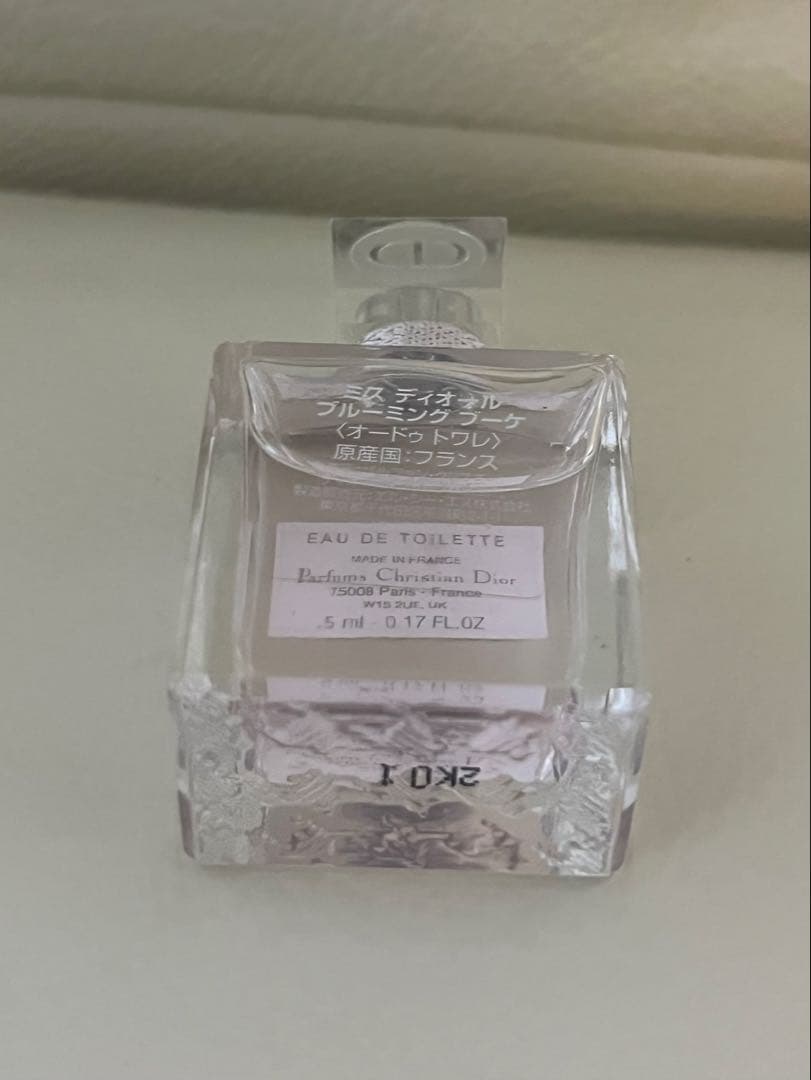 ミス ディオール
ブルーミング ブーケ
〈オードゥ トワレ〉
原産国:フランス
EAU DE TOILETTE
MADE IN FRANCE
Parfums Christian Dior
75008 Paris - France
W1S 2UE, UK
5 ml - 0 17 FL.OZ
2K01